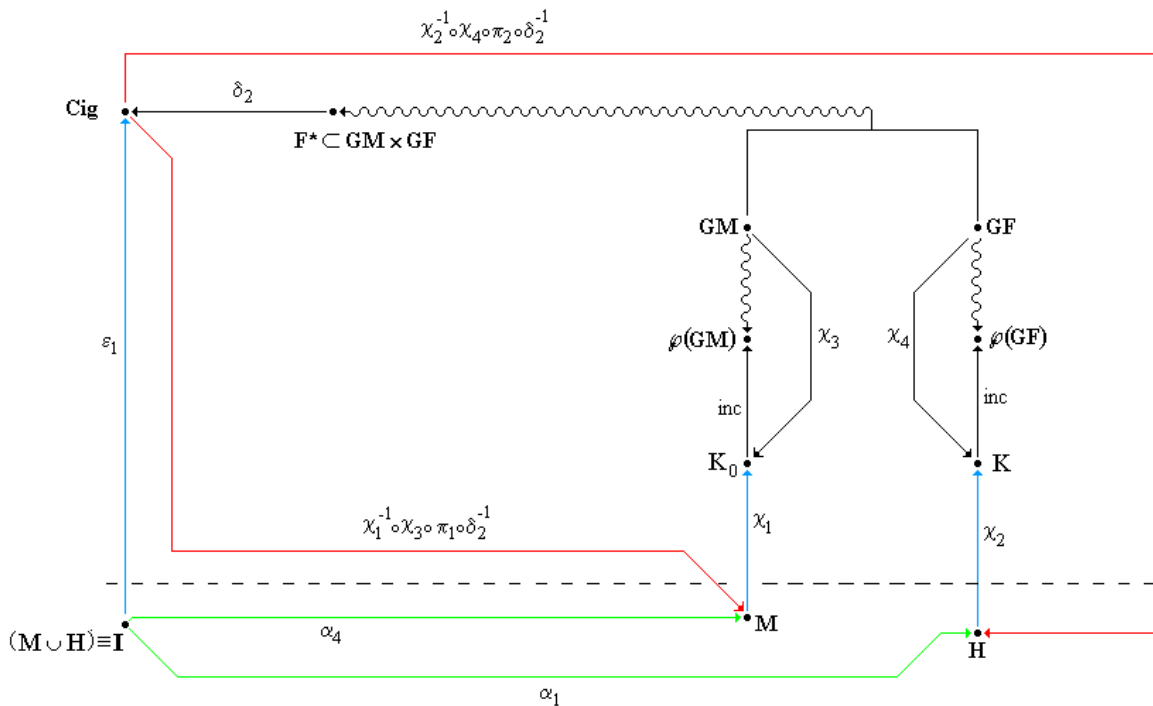 χ₂⁻¹∘χ₄∘π₂∘δ₂⁻¹
Cig
δ₂
F* ⊂ GM × GF
GM
GF
ε₁
℘(GM)
χ₃
χ₄
℘(GF)
inc
inc
K₀
K
χ₁⁻¹∘χ₃∘π₁∘δ₂⁻¹
χ₁
χ₂
(M ∪ H)≡I
α₄
M
H
α₁